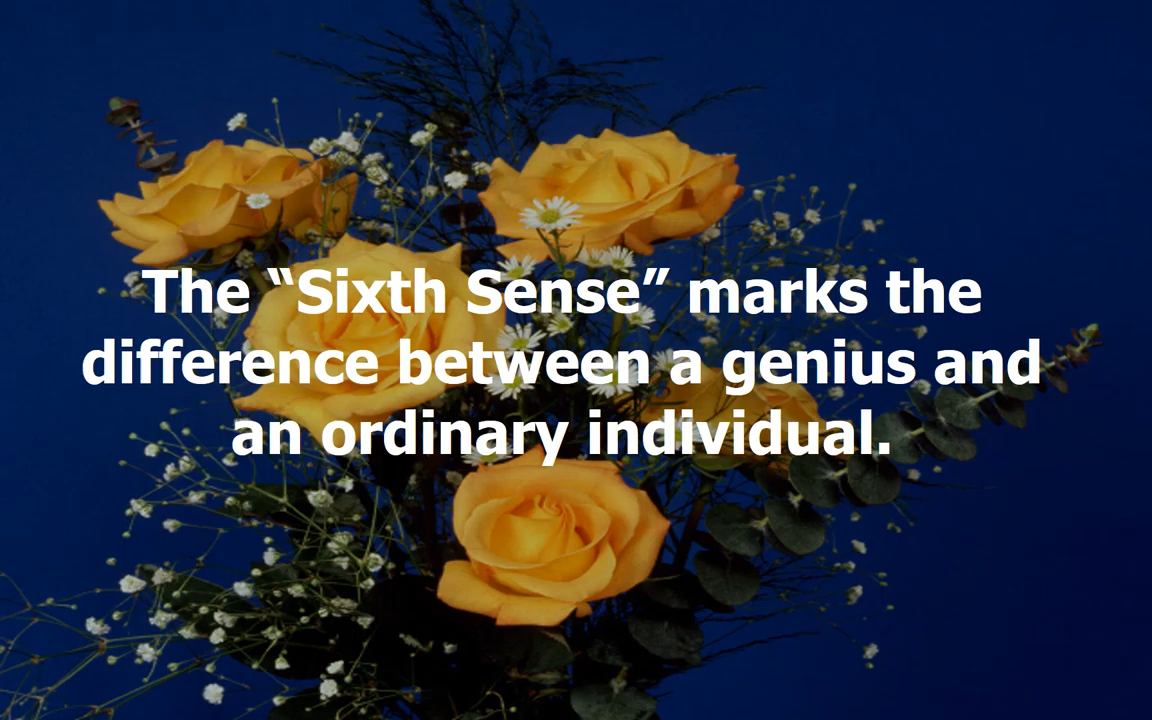 The “Sixth Sense” marks the
difference between a genius and
an ordinary individual.